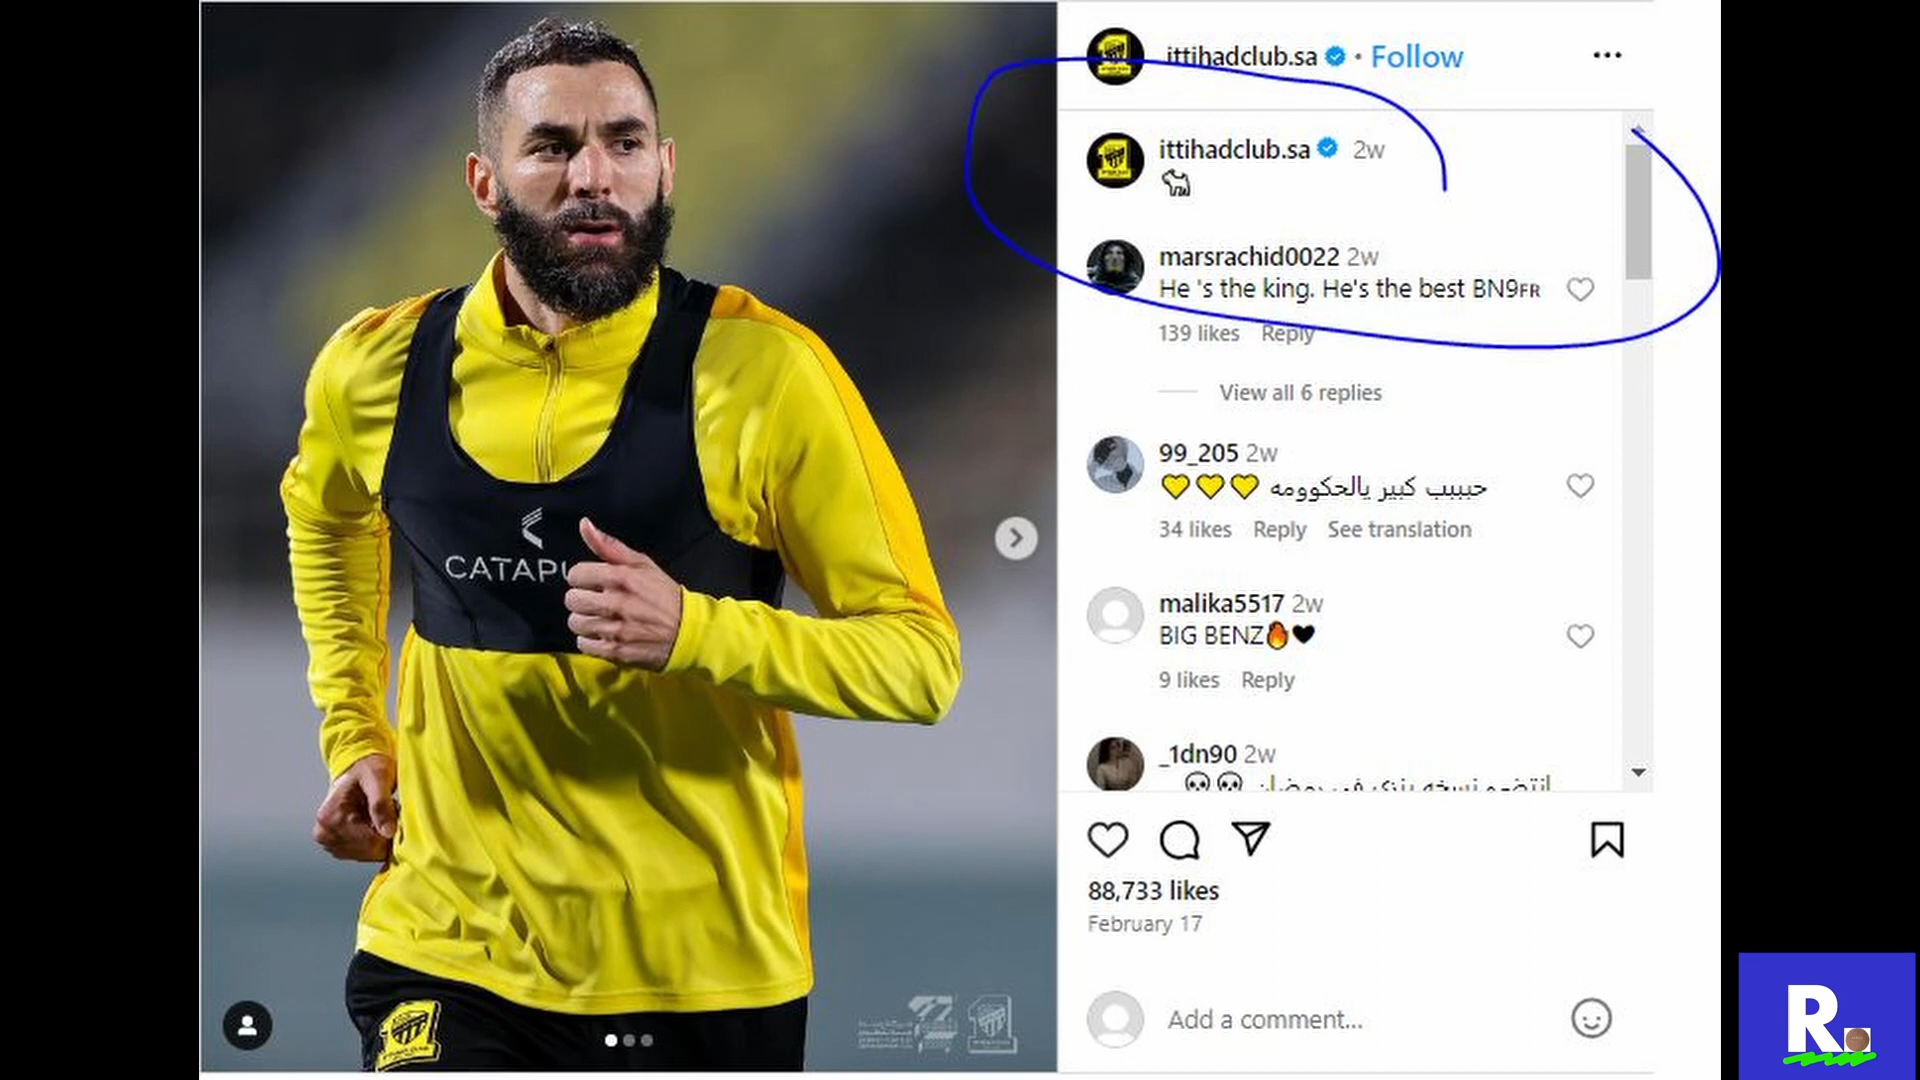 ittihadclub.sa • Follow
ittihadclub.sa 2w
marsrachid0022 2w
He 's the king. He's the best BN9FR
139 likes Reply
View all 6 replies
99_205 2w
حبيبب كبير يالحكوومه 💛💛💛
34 likes Reply See translation
malika5517 2w
BIG BENZ🔥🖤
9 likes Reply
_1dn90 2w
88,733 likes
February 17
Add a comment...
CATAPU
R.